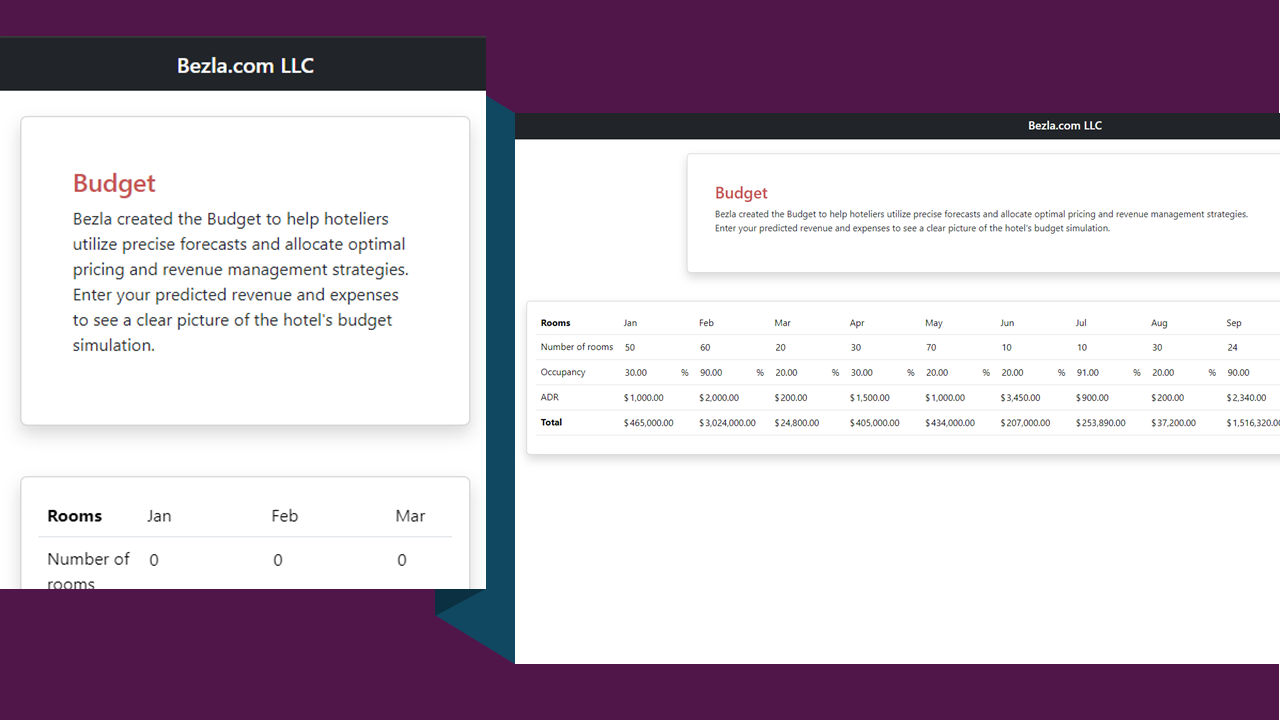 Bezla.com LLC
Budget
Bezla created the Budget to help hoteliers
utilize precise forecasts and allocate optimal
pricing and revenue management strategies.
Enter your predicted revenue and expenses
to see a clear picture of the hotel's budget
simulation.
Rooms Jan Feb Mar
Number of 0 0 0
rooms
Bezla.com LLC
Budget
Bezla created the Budget to help hoteliers utilize precise forecasts and allocate optimal pricing and revenue management strategies.
Enter your predicted revenue and expenses to see a clear picture of the hotel's budget simulation.
Rooms Jan Feb Mar Apr May Jun Jul Aug Sep
Number of rooms 50 60 20 30 70 10 10 30 24
Occupancy 30.00 % 90.00 % 20.00 % 30.00 % 20.00 % 20.00 % 91.00 % 20.00 % 90.00
ADR $1,000.00 $2,000.00 $200.00 $1,500.00 $1,000.00 $3,450.00 $900.00 $200.00 $2,340.00
Total $465,000.00 $3,024,000.00 $24,800.00 $405,000.00 $434,000.00 $207,000.00 $253,890.00 $37,200.00 $1,516,320.00